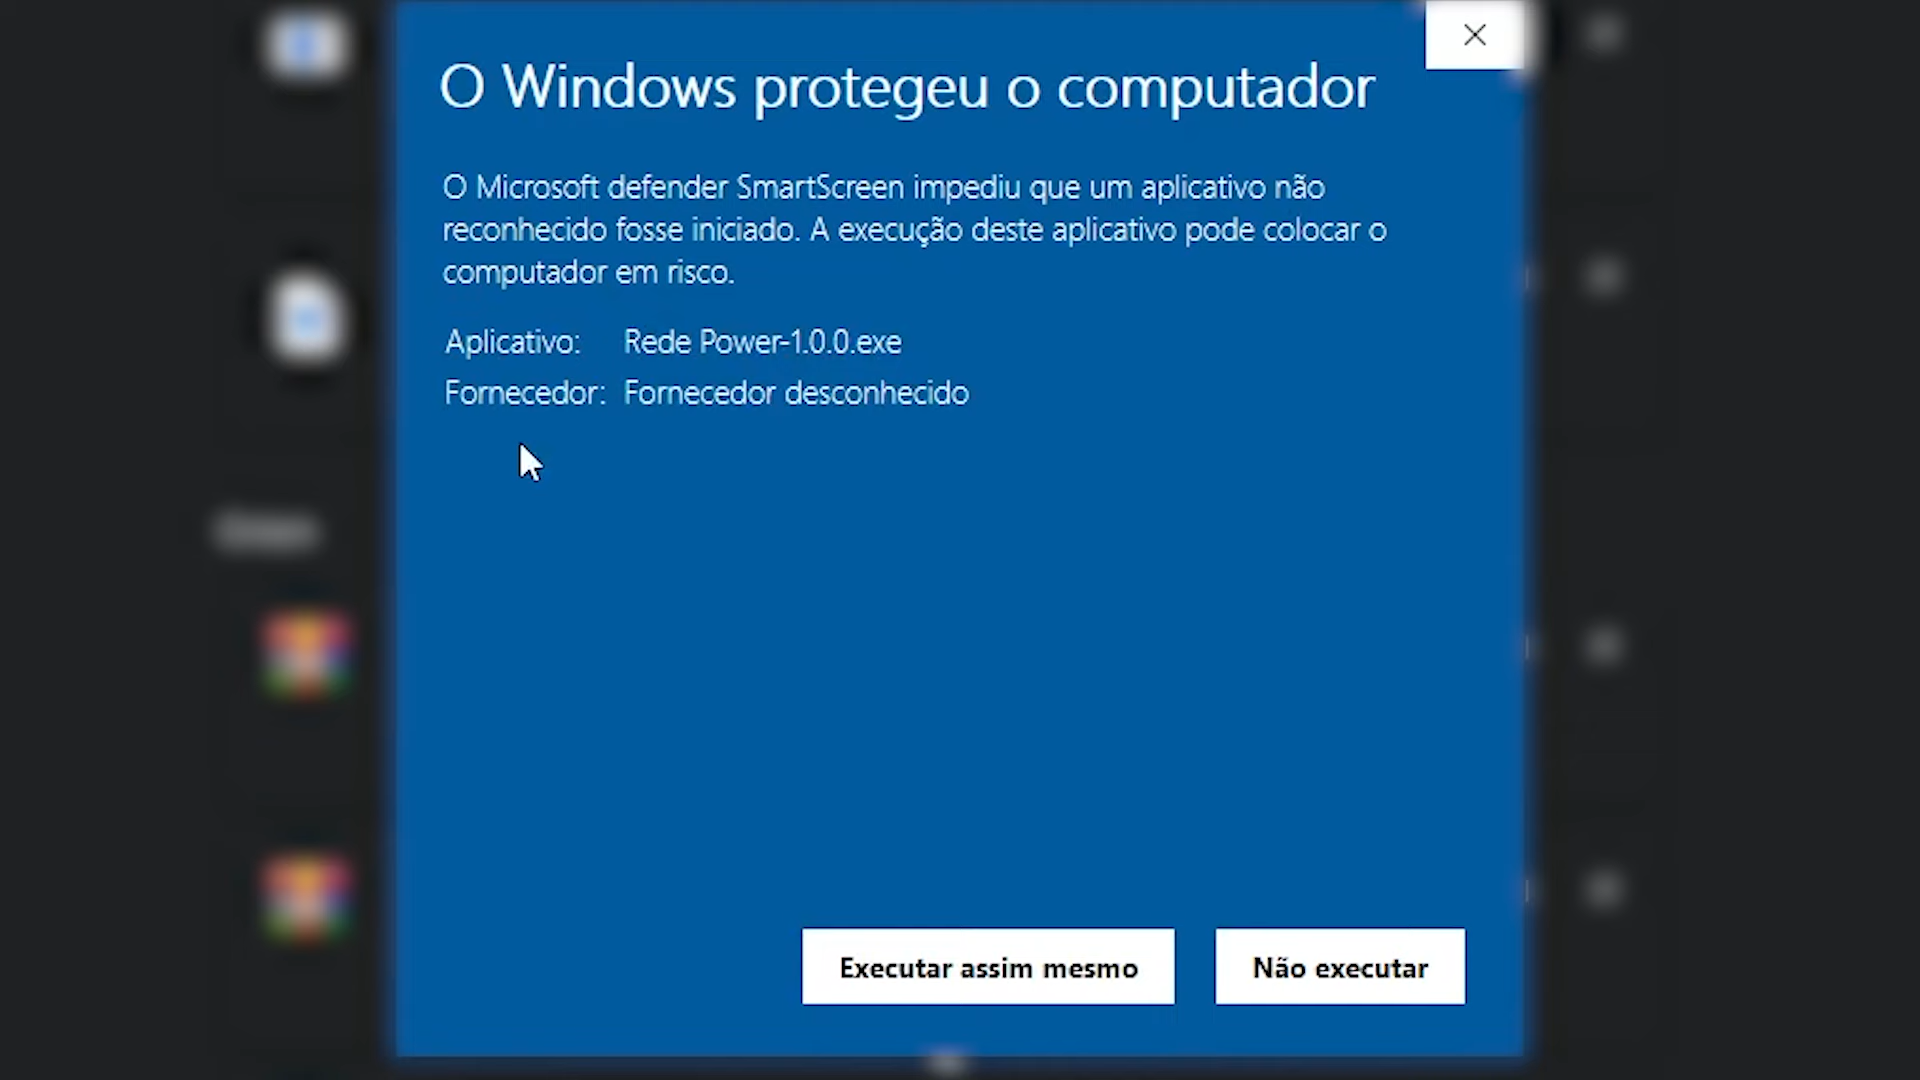 O Windows protegeu o computador
O Microsoft defender SmartScreen impediu que um aplicativo não
reconhecido fosse iniciado. A execução deste aplicativo pode colocar o
computador em risco.
Aplicativo: Rede Power-1.0.0.exe
Fornecedor: Fornecedor desconhecido
Executar assim mesmo
Não executar